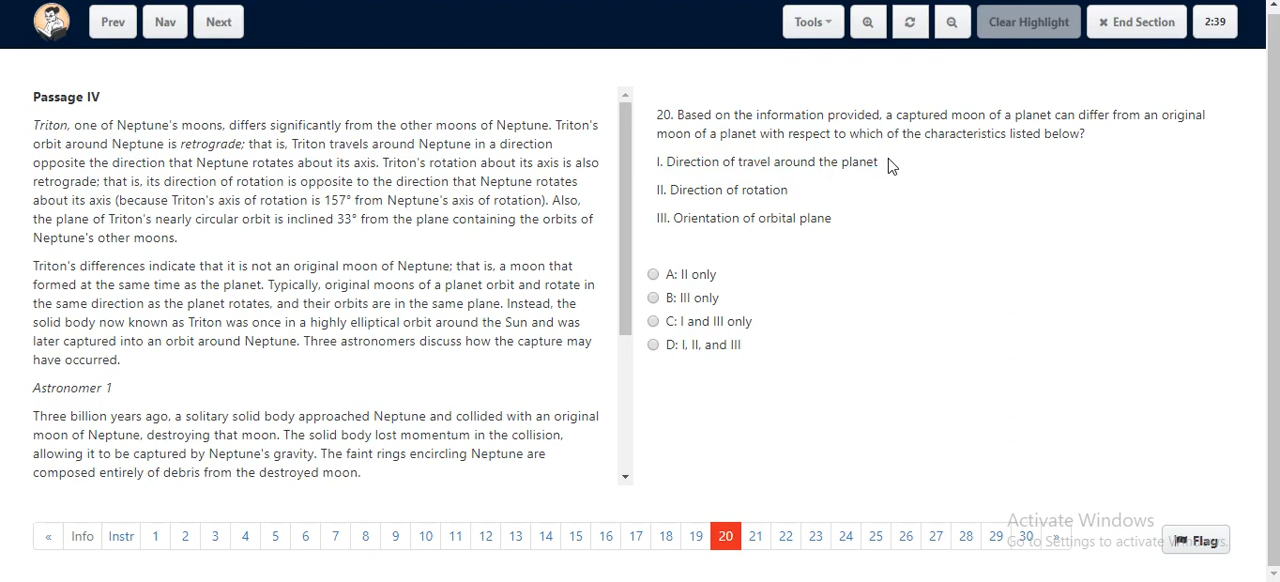 Prev Nav Next Tools Clear Highlight × End Section 2:39
Passage IV
Triton, one of Neptune's moons, differs significantly from the other moons of Neptune. Triton's
orbit around Neptune is retrograde; that is, Triton travels around Neptune in a direction
opposite the direction that Neptune rotates about its axis. Triton's rotation about its axis is also
retrograde; that is, its direction of rotation is opposite to the direction that Neptune rotates
about its axis (because Triton's axis of rotation is 157° from Neptune's axis of rotation). Also,
the plane of Triton's nearly circular orbit is inclined 33° from the plane containing the orbits of
Neptune's other moons.
Triton's differences indicate that it is not an original moon of Neptune; that is, a moon that
formed at the same time as the planet. Typically, original moons of a planet orbit and rotate in
the same direction as the planet rotates, and their orbits are in the same plane. Instead, the
solid body now known as Triton was once in a highly elliptical orbit around the Sun and was
later captured into an orbit around Neptune. Three astronomers discuss how the capture may
have occurred.
Astronomer 1
Three billion years ago, a solitary solid body approached Neptune and collided with an original
moon of Neptune, destroying that moon. The solid body lost momentum in the collision,
allowing it to be captured by Neptune's gravity. The faint rings encircling Neptune are
composed entirely of debris from the destroyed moon.
20. Based on the information provided, a captured moon of a planet can differ from an original
moon of a planet with respect to which of the characteristics listed below?
I. Direction of travel around the planet
II. Direction of rotation
III. Orientation of orbital plane
A: II only
B: III only
C: I and III only
D: I, II, and III
« Info Instr 1 2 3 4 5 6 7 8 9 10 11 12 13 14 15 16 17 18 19 20 21 22 23 24 25 26 27 28 29 30 »
Flag
Activate Windows
Go to Settings to activate Windows.